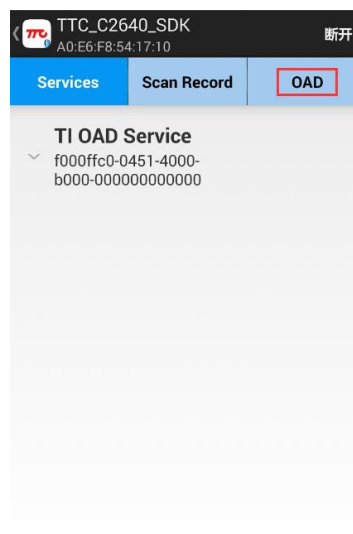 TTC TTC_C2640_SDK 断开
A0:E6:F8:54:17:10
Services Scan Record OAD
TI OAD Service
f000ffc0-0451-4000-
b000-000000000000